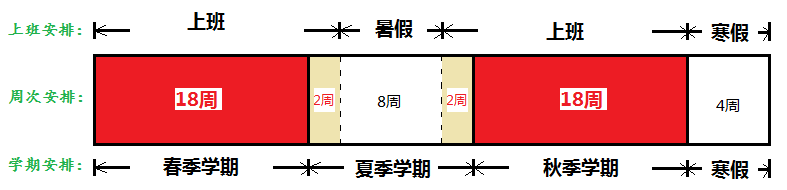 上班安排： 上班 暑假 上班 寒假
周次安排： 18周 2周 8周 2周 18周 4周
学期安排： 春季学期 夏季学期 秋季学期 寒假